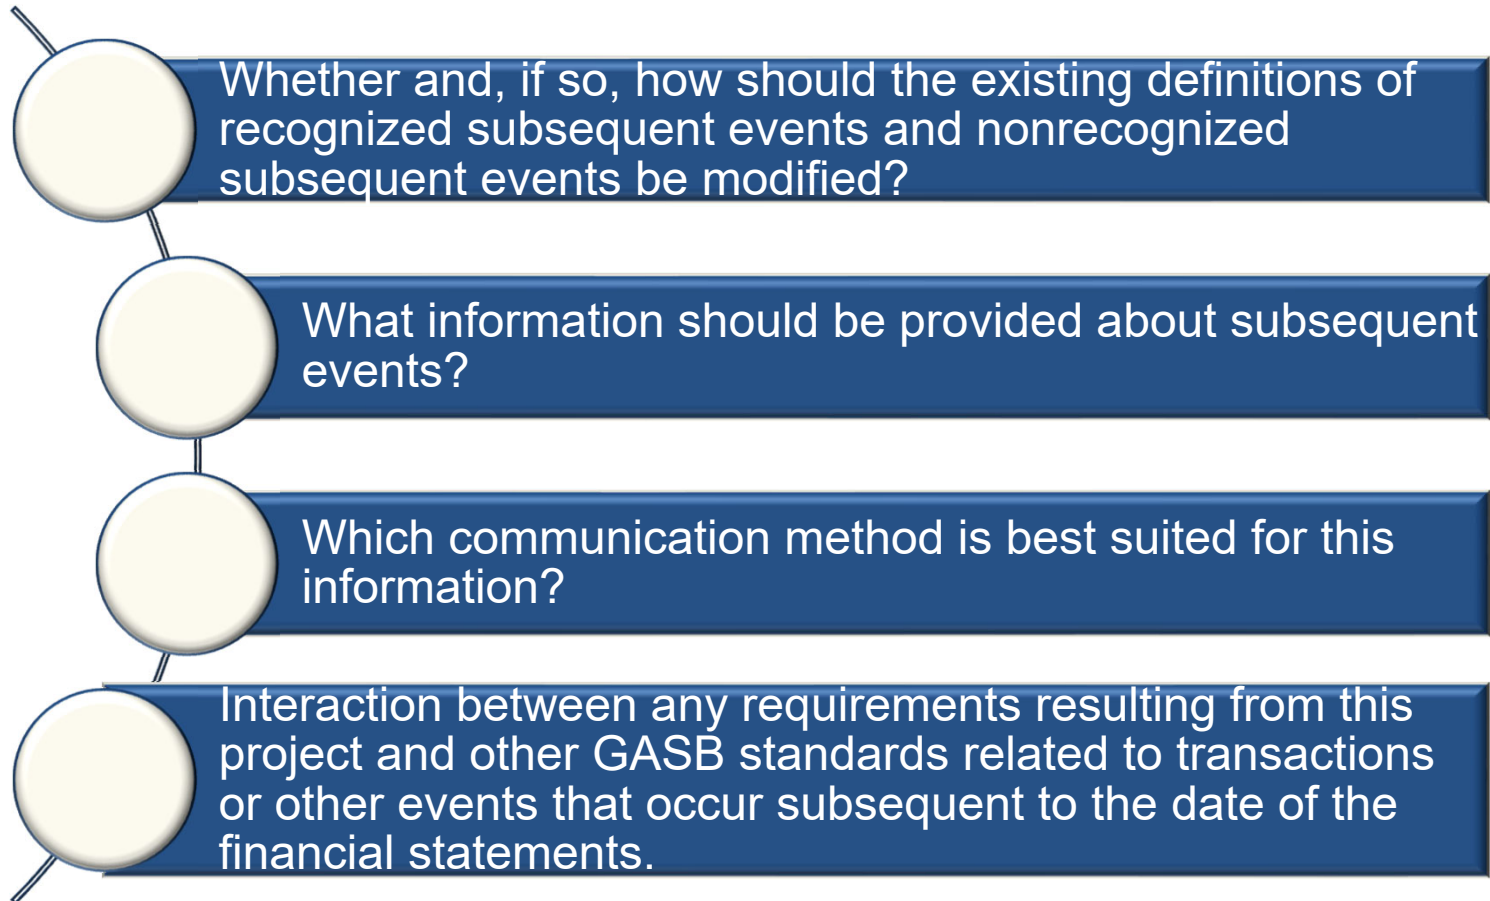 Whether and, if so, how should the existing definitions of
recognized subsequent events and nonrecognized
subsequent events be modified?
What information should be provided about subsequent
events?
Which communication method is best suited for this
information?
Interaction between any requirements resulting from this
project and other GASB standards related to transactions
or other events that occur subsequent to the date of the
financial statements.